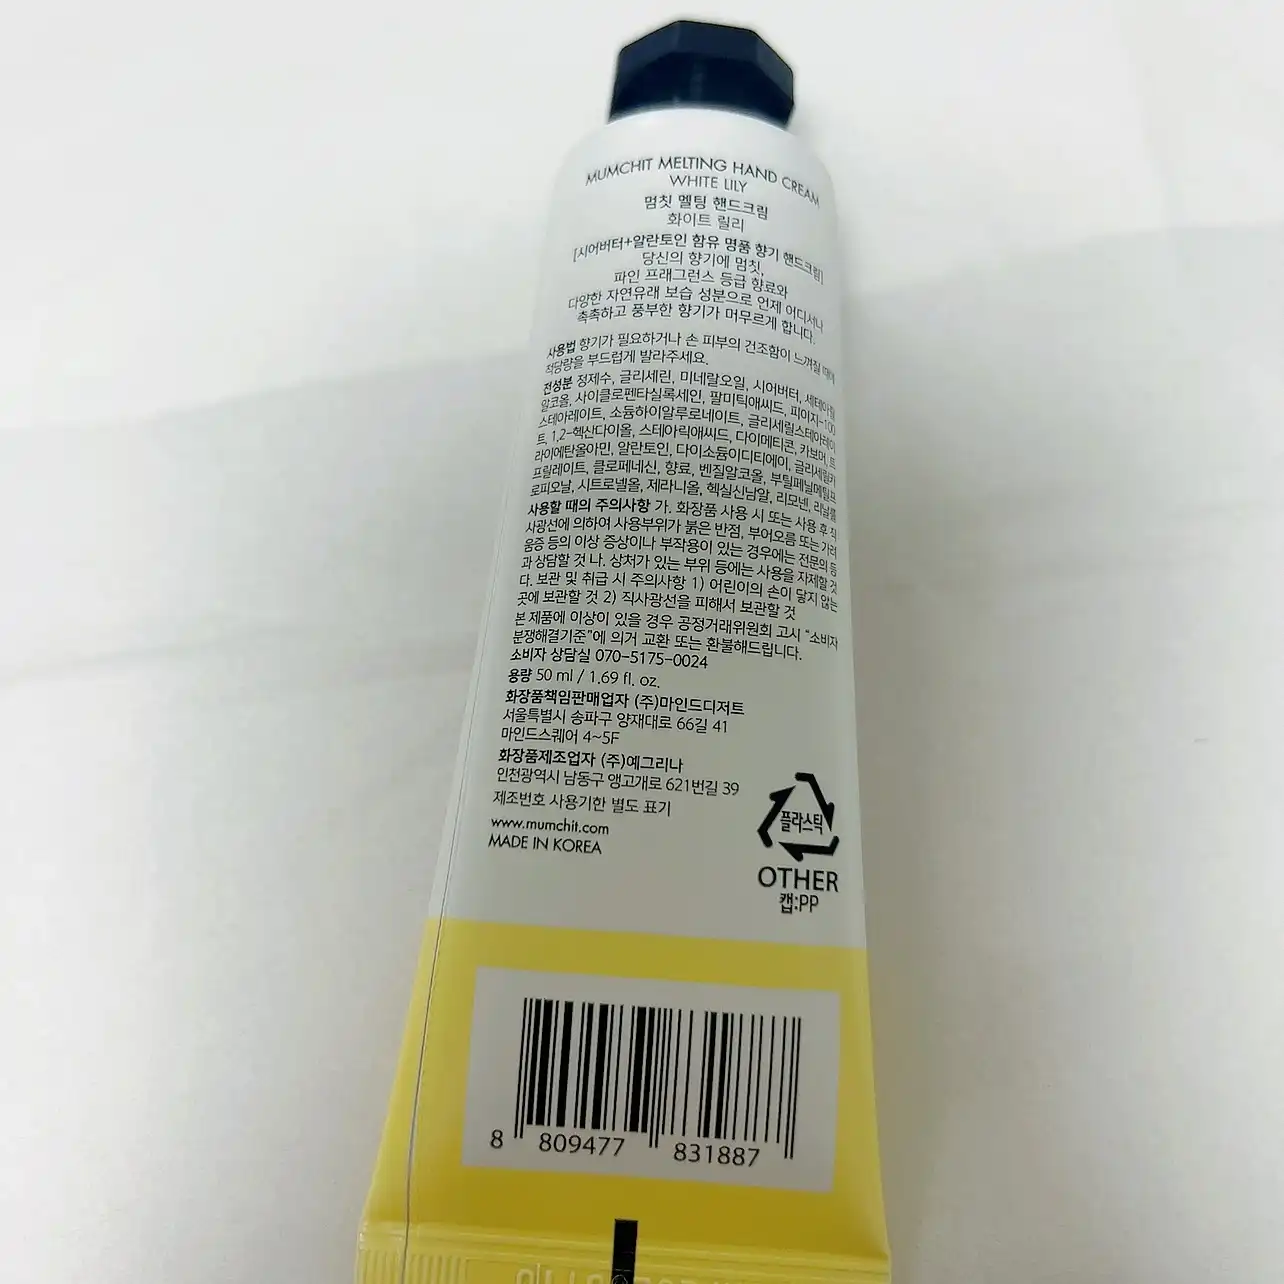 MUMCHIT MELTING HAND CREAM
WHITE LILY
멈칫 멜팅 핸드크림
화이트 릴리
[시어버터+알란토인 함유 명품 향기 핸드크림]
당신의 향기에 멈칫,
파인 프래그런스 등급 향료와
다양한 자연유래 보습 성분으로 언제 어디서나
촉촉하고 풍부한 향기가 머무르게 합니다.
사용법 향기가 필요하거나 손 피부의 건조함이 느껴질 때에
적당량을 부드럽게 발라주세요.
전성분 정제수, 글리세린, 미네랄오일, 시어버터, 세테아릴
알코올, 사이클로펜타실록세인, 팔미틱애씨드, 피이지-100
스테아레이트, 소듐하이알루로네이트, 글리세릴스테아레이
트, 1,2-헥산다이올, 스테아릭애씨드, 다이메티콘, 카보머, 트
라이에탄올아민, 알란토인, 다이소듐이디티에이, 글리세릴카
프릴레이트, 클로페네신, 향료, 벤질알코올, 부틸페닐메틸프
로피오날, 시트로넬올, 제라니올, 헥실신남알, 리모넨, 리날룰
사용할 때의 주의사항 가. 화장품 사용 시 또는 사용 후 직
사광선에 의하여 사용부위가 붉은 반점, 부어오름 또는 가려
움증 등의 이상 증상이나 부작용이 있는 경우에는 전문의 등
과 상담할 것 나. 상처가 있는 부위 등에는 사용을 자제할 것
다. 보관 및 취급 시 주의사항 1) 어린이의 손이 닿지 않는
곳에 보관할 것 2) 직사광선을 피해서 보관할 것
본 제품에 이상이 있을 경우 공정거래위원회 고시 "소비자
분쟁해결기준"에 의거 교환 또는 환불해드립니다.
소비자 상담실 070-5175-0024
용량 50 ml / 1.69 fl. oz.
화장품책임판매업자 (주)마인드디저트
서울특별시 송파구 양재대로 66길 41
마인드스퀘어 4~5F
화장품제조업자 (주)예그리나
인천광역시 남동구 앵고개로 621번길 39
제조번호 사용기한 별도 표기
www.mumchit.com
MADE IN KOREA
플라스틱
OTHER
캡:PP
8 809477 831887